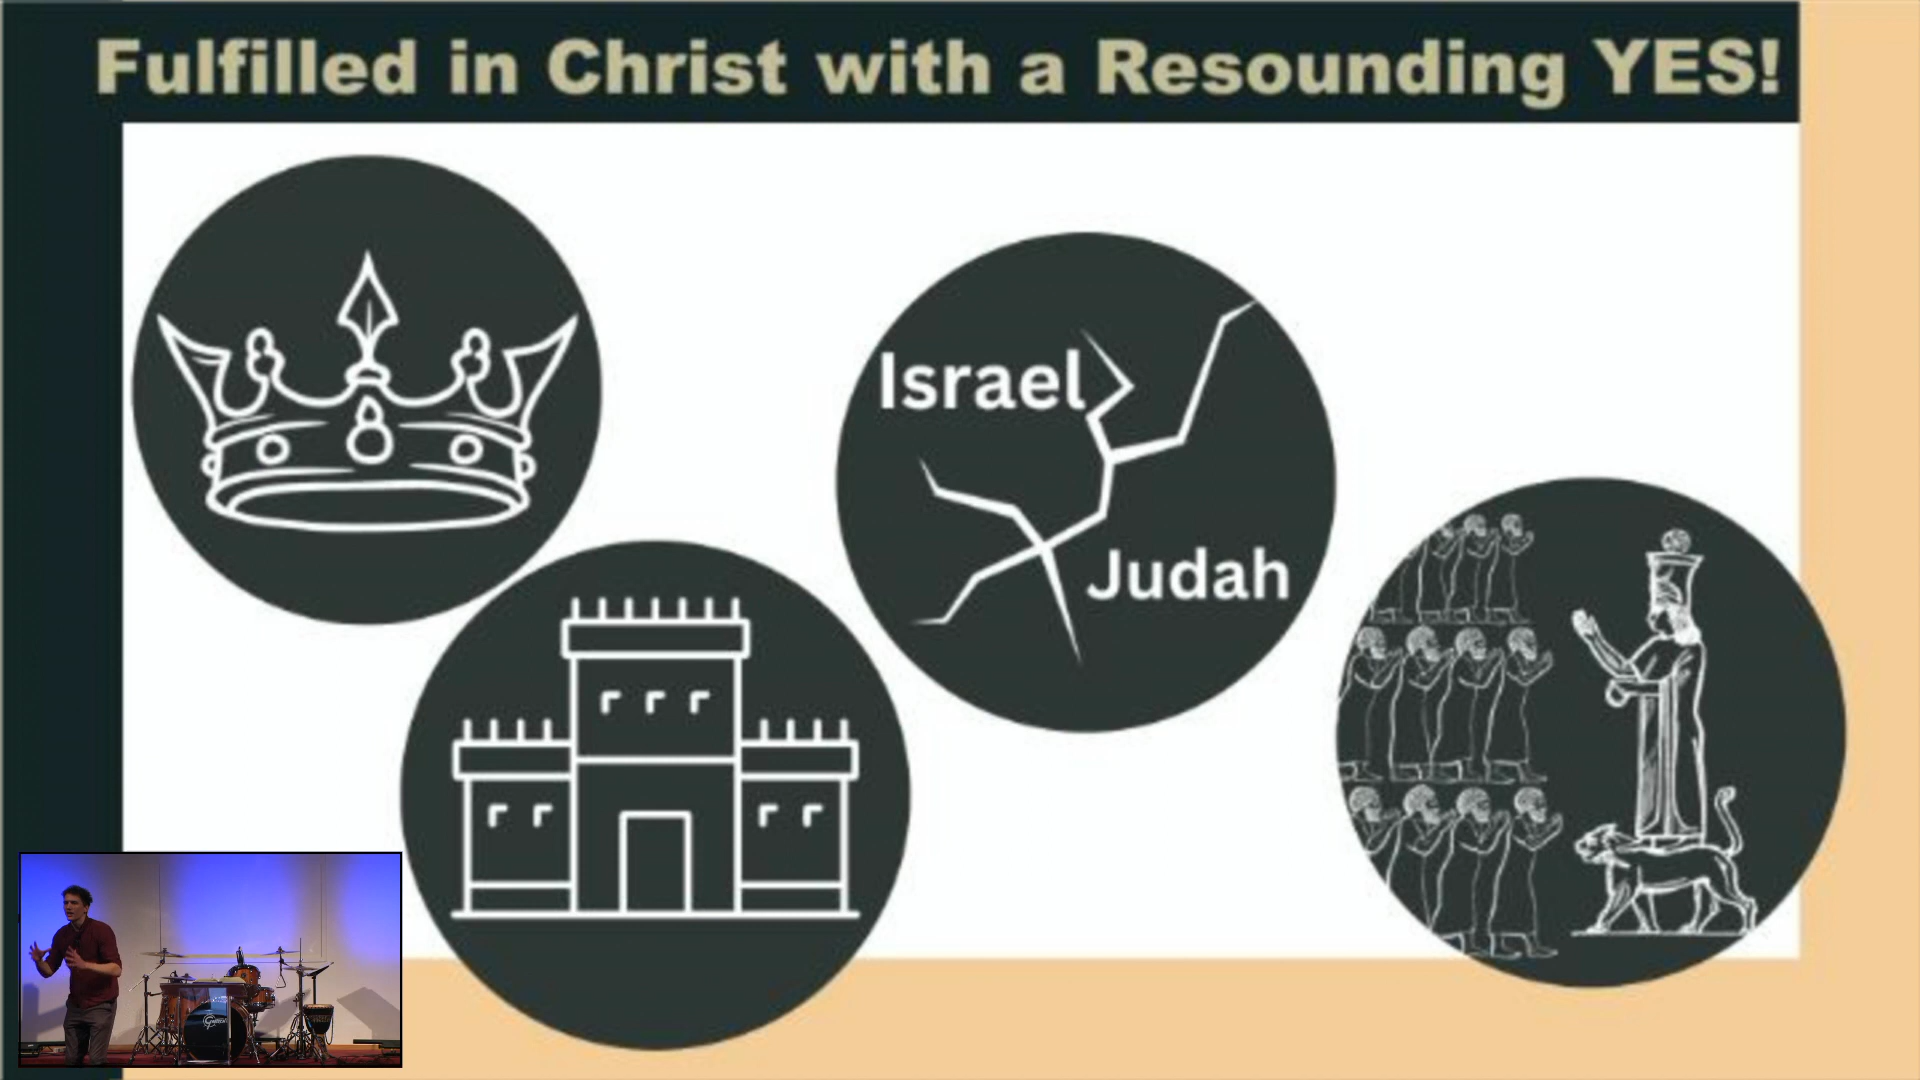 Fulfilled in Christ with a Resounding YES!
Israel
Judah